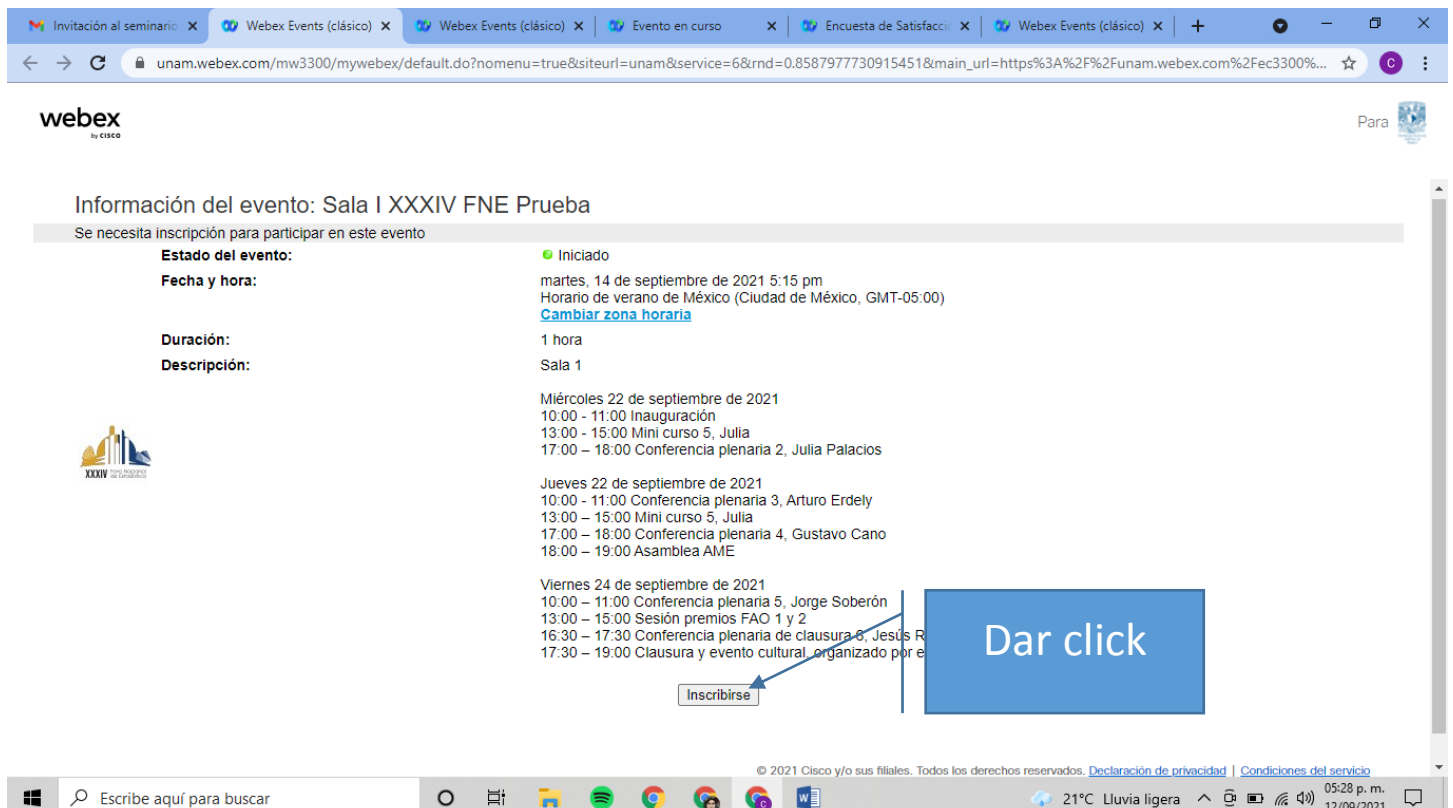 Invitación al seminario
Webex Events (clásico)
Webex Events (clásico)
Evento en curso
Encuesta de Satisfacció
Webex Events (clásico)
unam.webex.com/mw3300/mywebex/default.do?nomenu=true&siteurl=unam&service=6&rnd=0.8587977730915451&main_url=https%3A%2F%2Funam.webex.com%2Fec3300%...
C
webex
by CISCO
Para
Información del evento: Sala I XXXIV FNE Prueba
Se necesita inscripción para participar en este evento
Estado del evento: Iniciado
Fecha y hora: martes, 14 de septiembre de 2021 5:15 pm
Horario de verano de México (Ciudad de México, GMT-05:00)
Cambiar zona horaria
Duración: 1 hora
Descripción: Sala 1
Miércoles 22 de septiembre de 2021
10:00 - 11:00 Inauguración
13:00 - 15:00 Mini curso 5, Julia
17:00 – 18:00 Conferencia plenaria 2, Julia Palacios
XXXIV Foro Nacional de Estadística
Jueves 22 de septiembre de 2021
10:00 - 11:00 Conferencia plenaria 3, Arturo Erdely
13:00 – 15:00 Mini curso 5, Julia
17:00 – 18:00 Conferencia plenaria 4, Gustavo Cano
18:00 – 19:00 Asamblea AME
Viernes 24 de septiembre de 2021
10:00 – 11:00 Conferencia plenaria 5, Jorge Soberón
13:00 – 15:00 Sesión premios FAO 1 y 2
16:30 – 17:30 Conferencia plenaria de clausura 6, Jesús R
17:30 – 19:00 Clausura y evento cultural, organizado por e
Dar click
Inscribirse
© 2021 Cisco y/o sus filiales. Todos los derechos reservados. Declaración de privacidad | Condiciones del servicio
Escribe aquí para buscar
21°C Lluvia ligera
05:28 p. m.
12/09/2021